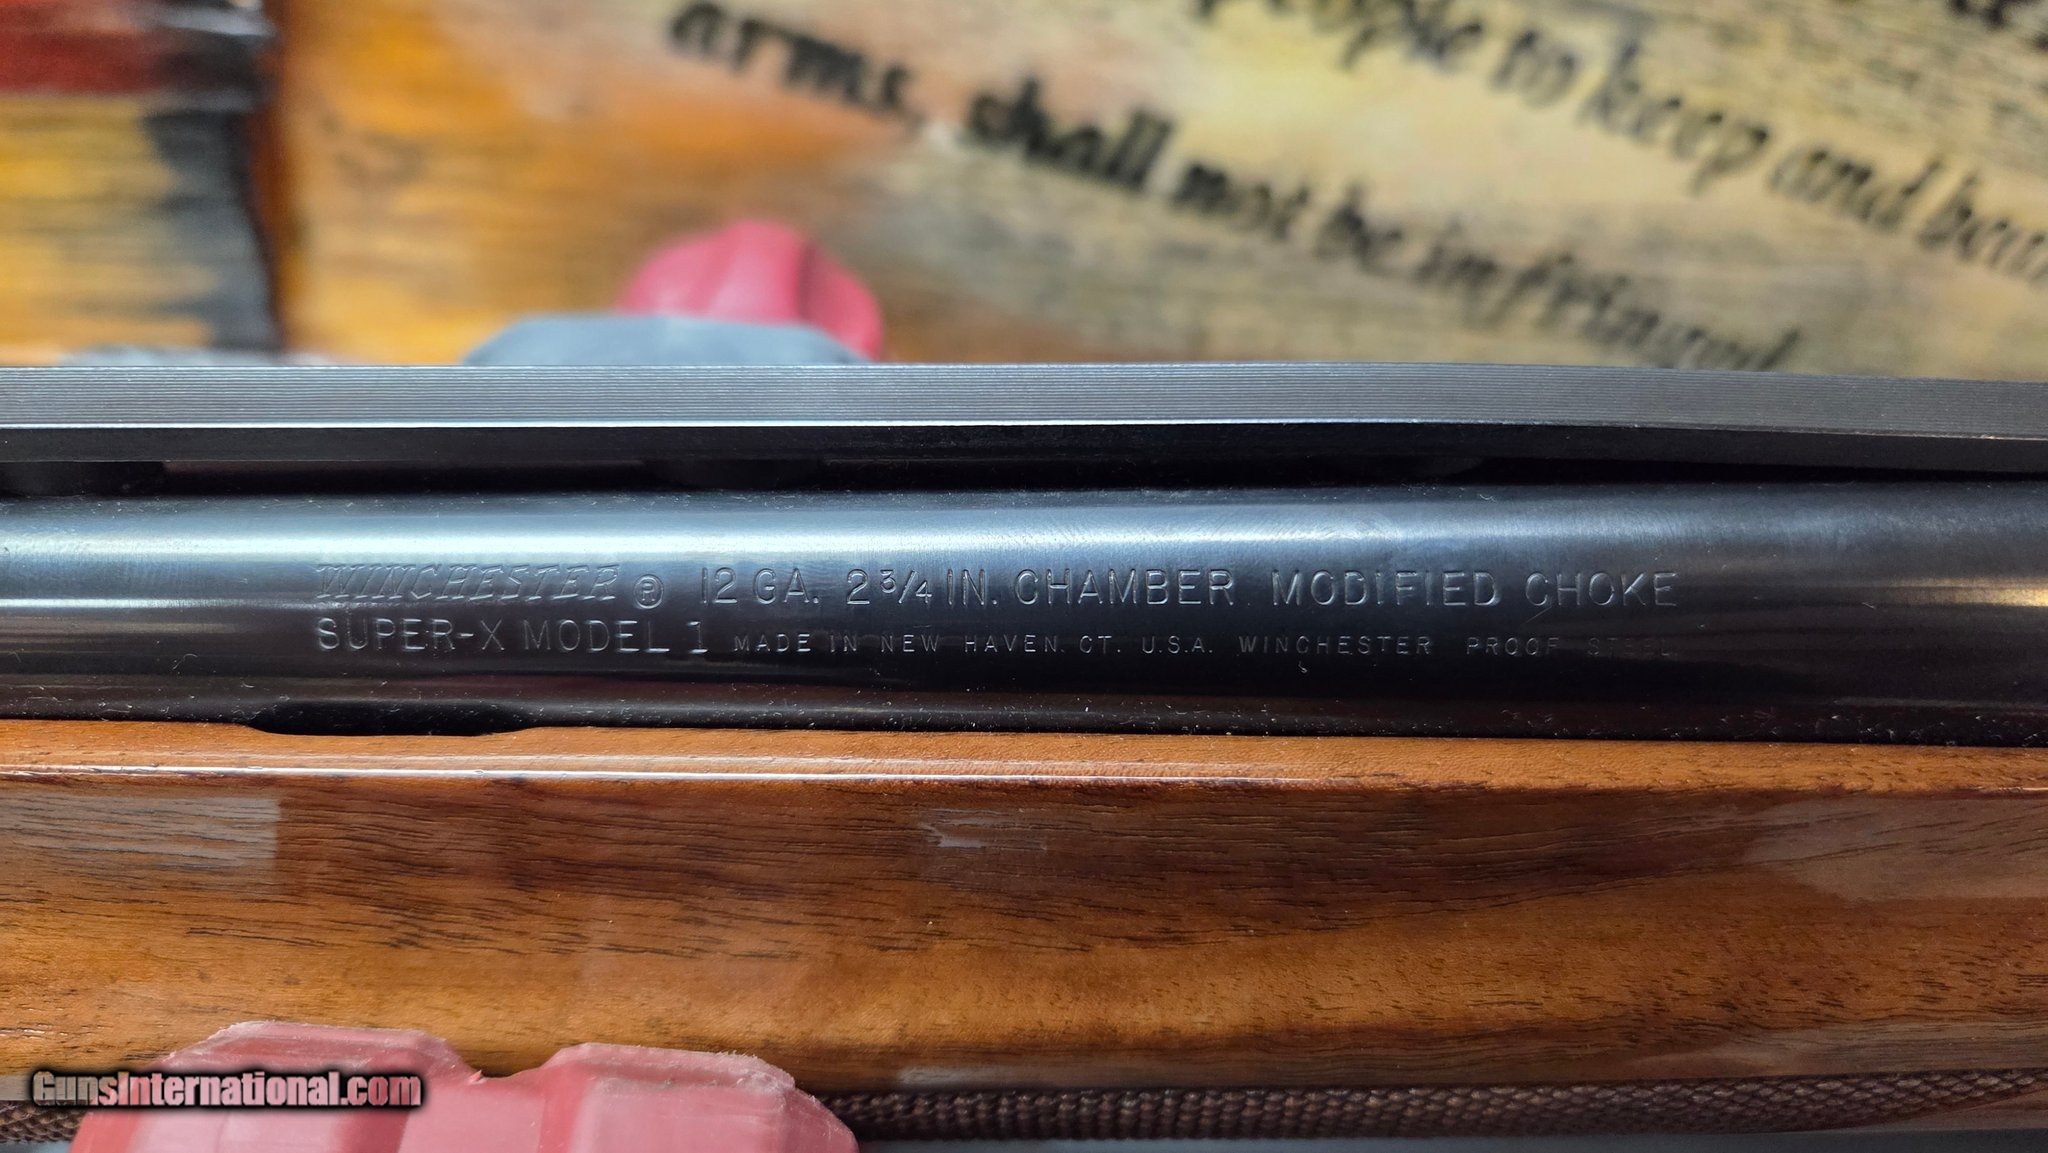 people to keep and bear
arms, shall not be infringed
WINCHESTER® 12 GA. 2 3/4 IN. CHAMBER MODIFIED CHOKE
SUPER-X MODEL 1 MADE IN NEW HAVEN. CT. U.S.A. WINCHESTER PROOF STEEL
GunsInternational.com